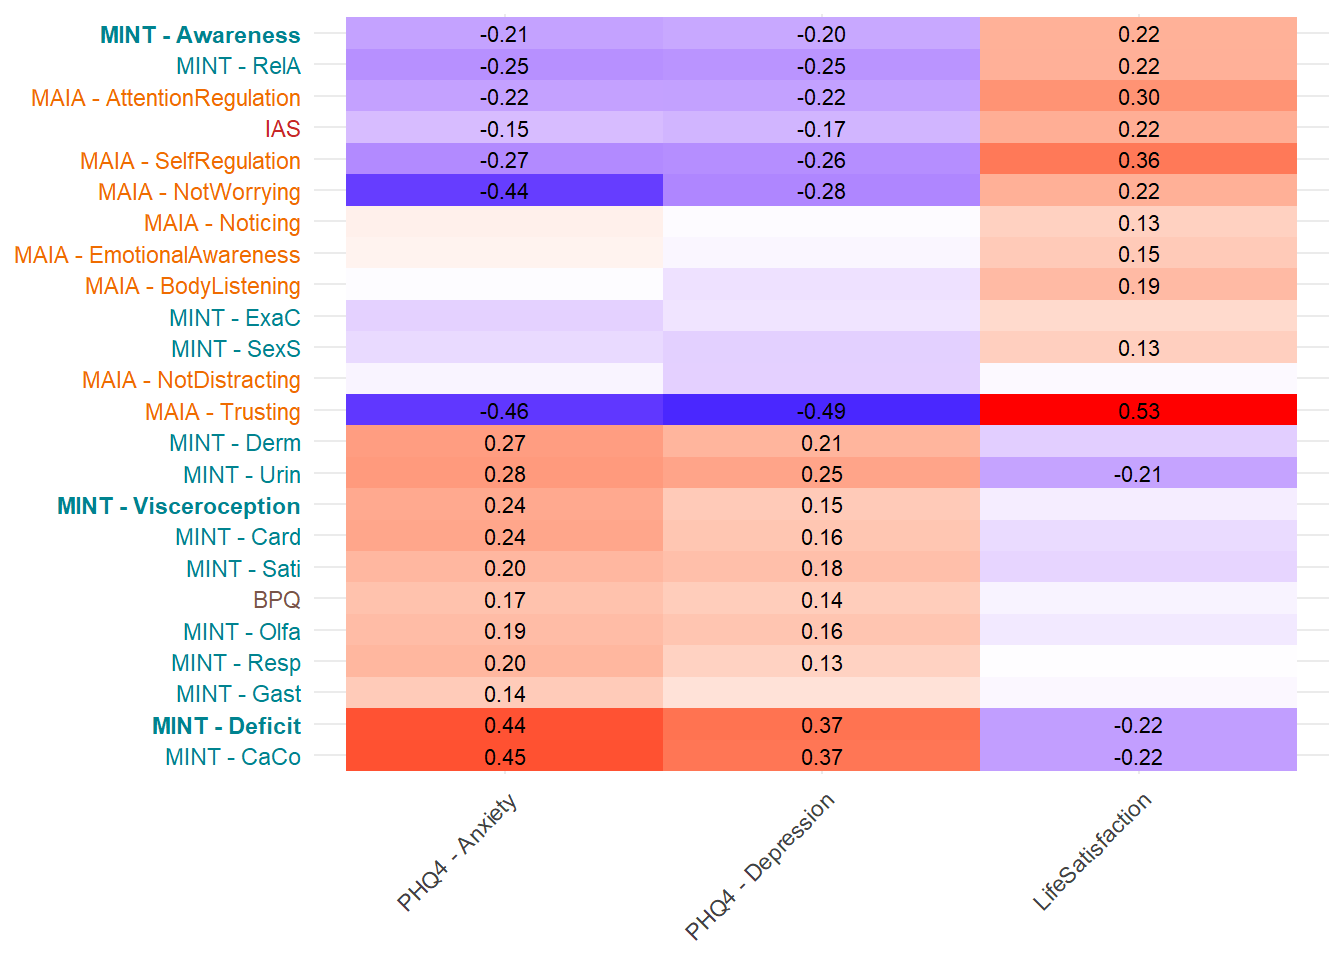 MINT - Awareness -0.21 -0.20 0.22
MINT - RelA -0.25 -0.25 0.22
MAIA - AttentionRegulation -0.22 -0.22 0.30
IAS -0.15 -0.17 0.22
MAIA - SelfRegulation -0.27 -0.26 0.36
MAIA - NotWorrying -0.44 -0.28 0.22
MAIA - Noticing 0.13
MAIA - EmotionalAwareness 0.15
MAIA - BodyListening 0.19
MINT - ExaC
MINT - SexS 0.13
MAIA - NotDistracting
MAIA - Trusting -0.46 -0.49 0.53
MINT - Derm 0.27 0.21
MINT - Urin 0.28 0.25 -0.21
MINT - Visceroception 0.24 0.15
MINT - Card 0.24 0.16
MINT - Sati 0.20 0.18
BPQ 0.17 0.14
MINT - Olfa 0.19 0.16
MINT - Resp 0.20 0.13
MINT - Gast 0.14
MINT - Deficit 0.44 0.37 -0.22
MINT - CaCo 0.45 0.37 -0.22
PHQ4 - Anxiety
PHQ4 - Depression
LifeSatisfaction